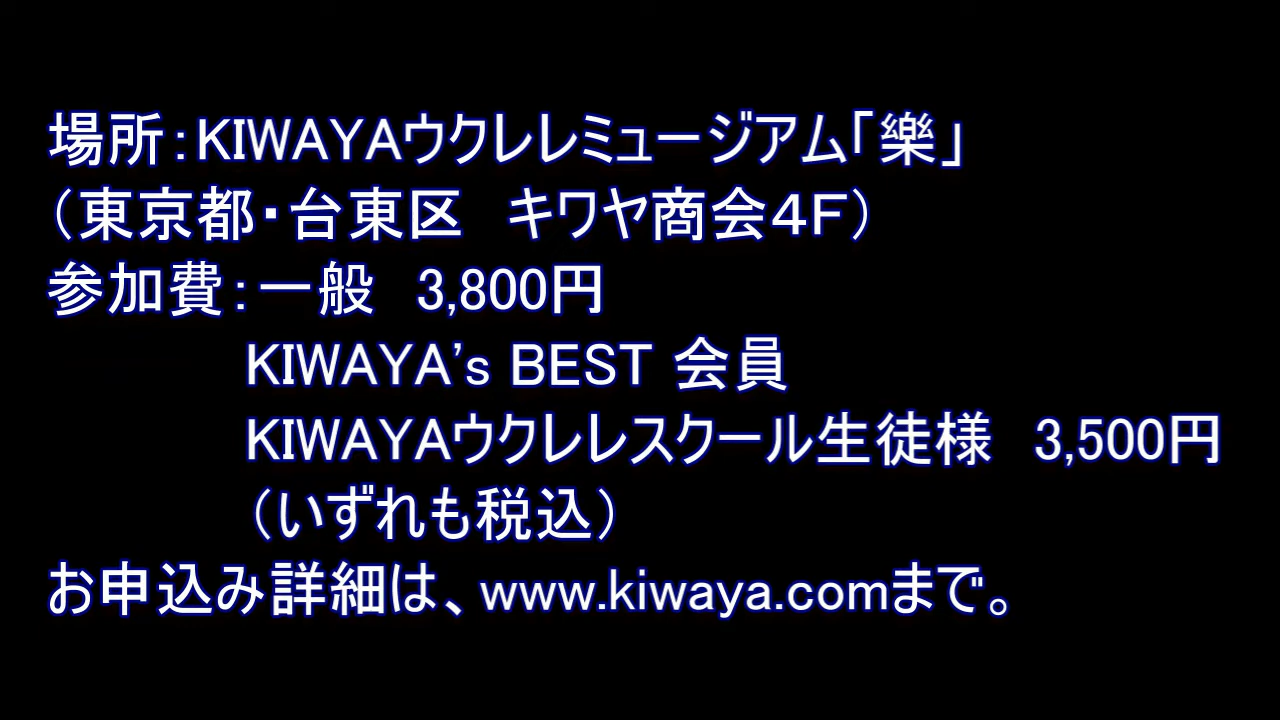 場所：KIWAYAウクレレミュージアム「樂」
（東京都・台東区　キワヤ商会４Ｆ）
参加費：一般　3,800円
KIWAYA’s BEST 会員
KIWAYAウクレレスクール生徒様　3,500円
（いずれも税込）
お申込み詳細は、www.kiwaya.comまで。